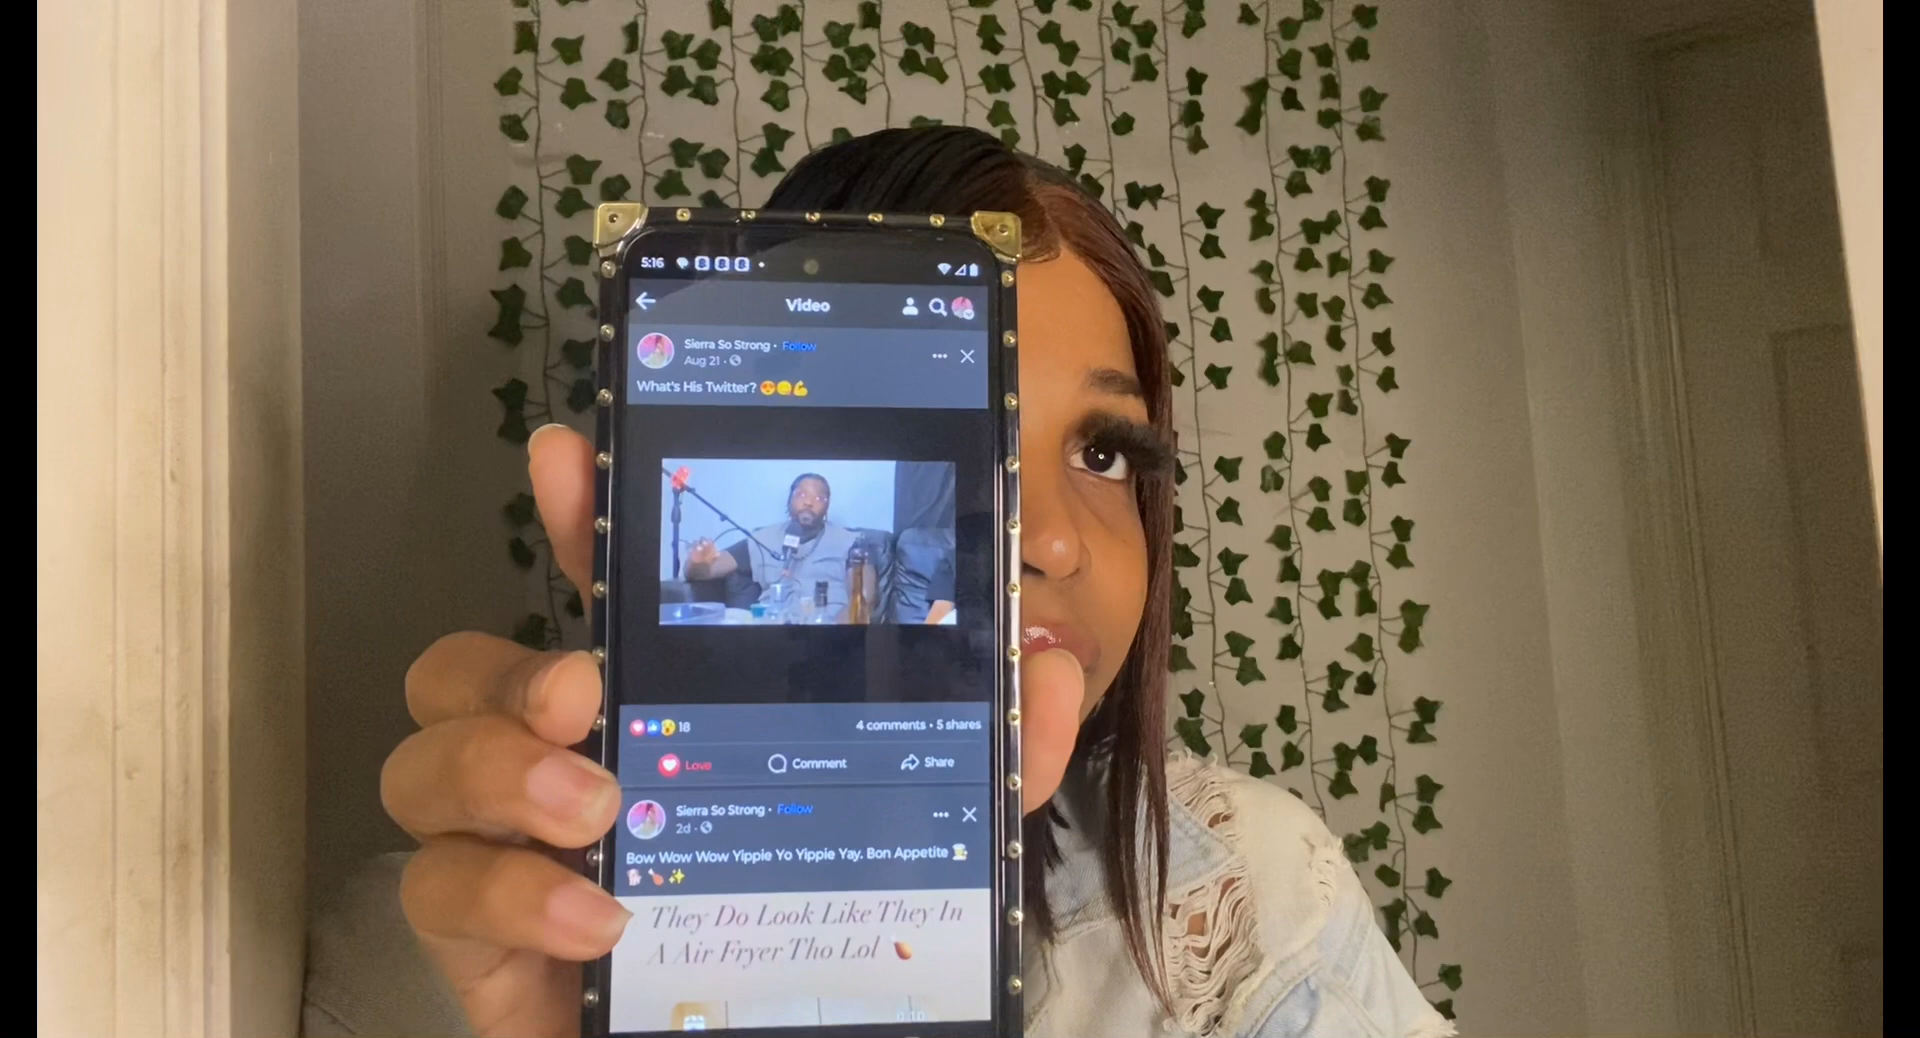 5:16
Video
Sierra So Strong • Follow
Aug 21 •
What's His Twitter? 😍🤑💪
18
4 comments • 5 shares
Love
Comment
Share
Sierra So Strong • Follow
2d •
Bow Wow Wow Yippie Yo Yippie Yay. Bon Appetite
🍗✨
They Do Look Like They In
A Air Fryer Tho Lol 🍗
0:10